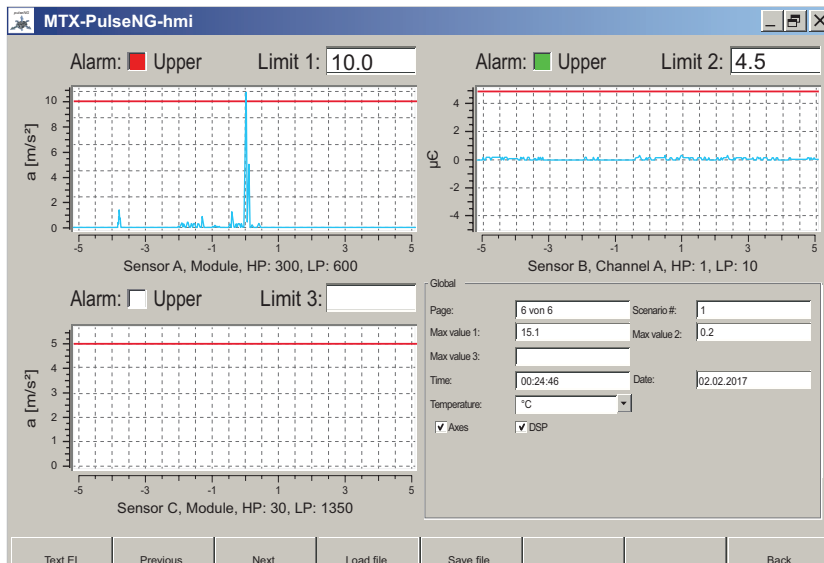 pulseNG
MTX-PulseNG-hmi
Alarm: Upper Limit 1: 10.0
10
8
6
4
2
0
a [m/s²]
-5 -3 -1 1 3 5
Sensor A, Module, HP: 300, LP: 600
Alarm: Upper Limit 2: 4.5
4
2
0
-2
-4
µЄ
-5 -3 -1 1 3 5
Sensor B, Channel A, HP: 1, LP: 10
Alarm: Upper Limit 3:
5
4
3
2
1
0
a [m/s²]
-5 -3 -1 1 3 5
Sensor C, Module, HP: 30, LP: 1350
Global
Page: 6 von 6 Scenario #: 1
Max value 1: 15.1 Max value 2: 0.2
Max value 3:
Time: 00:24:46 Date: 02.02.2017
Temperature: °C
Axes DSP
Text EI Previous Next Load file Save file Back